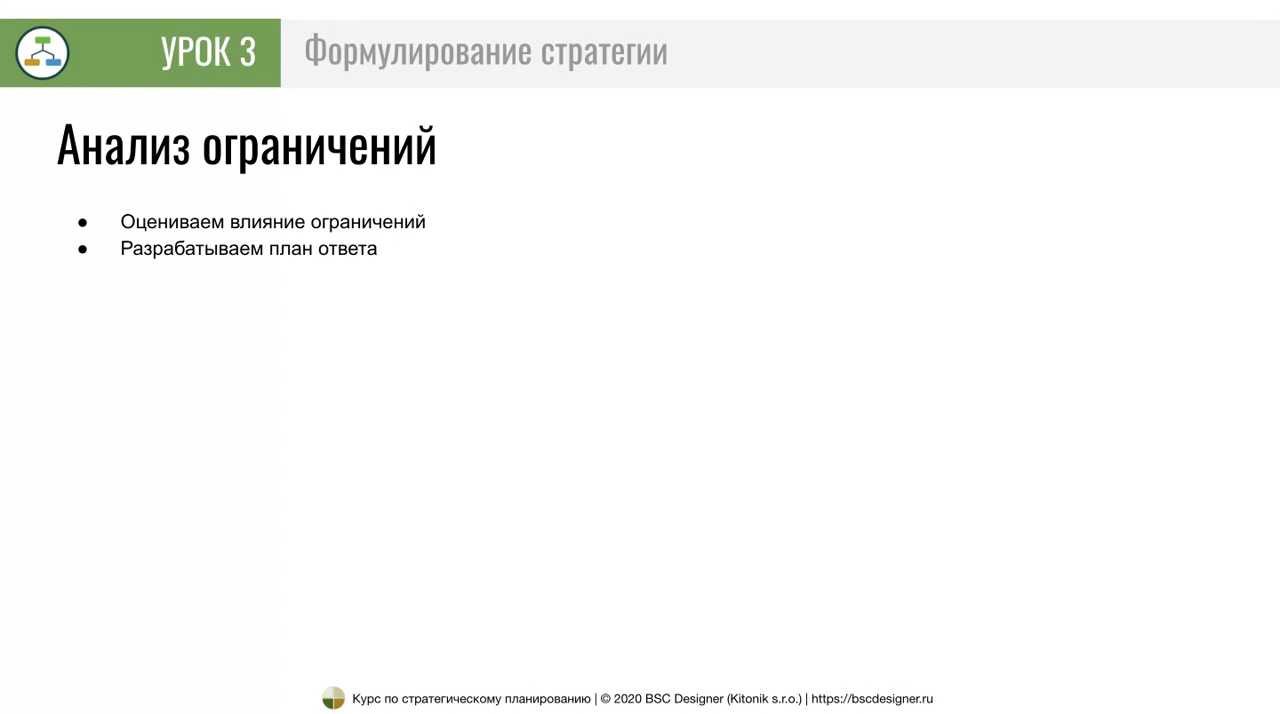 УРОК 3
Формулирование стратегии
Анализ ограничений
● Оцениваем влияние ограничений
● Разрабатываем план ответа
Курс по стратегическому планированию | © 2020 BSC Designer (Kitonik s.r.o.) | https://bscdesigner.ru